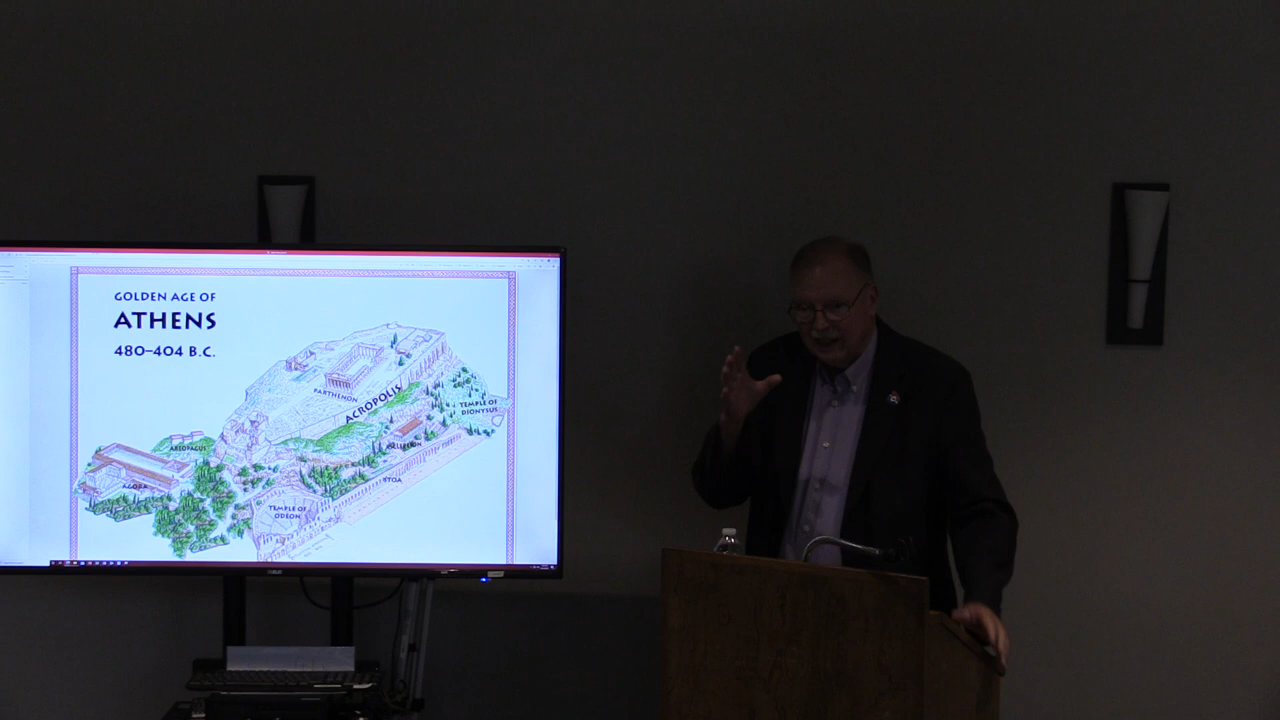 GOLDEN AGE OF
ATHENS
480–404 B.C.
PARTHENON
ACROPOLIS
TEMPLE OF
DIONYSUS
AREOPAGUS
AGORA
STOA
TEMPLE OF
ODEON